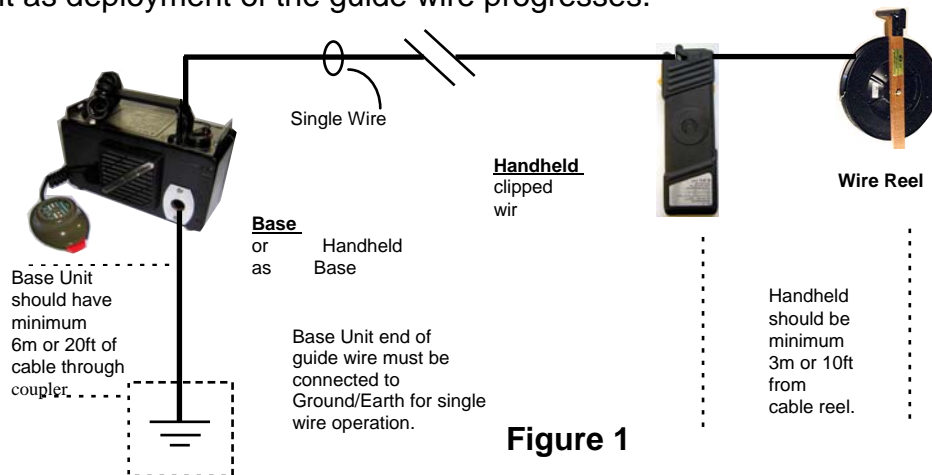 it as deployment of the guide wire progresses.
Single Wire
Handheld
clipped
wir
Wire Reel
Base
or Handheld
as Base
Base Unit
should have
minimum
6m or 20ft of
cable through
coupler
Base Unit end of
guide wire must be
connected to
Ground/Earth for single
wire operation.
Handheld
should be
minimum
3m or 10ft
from
cable reel.
Figure 1